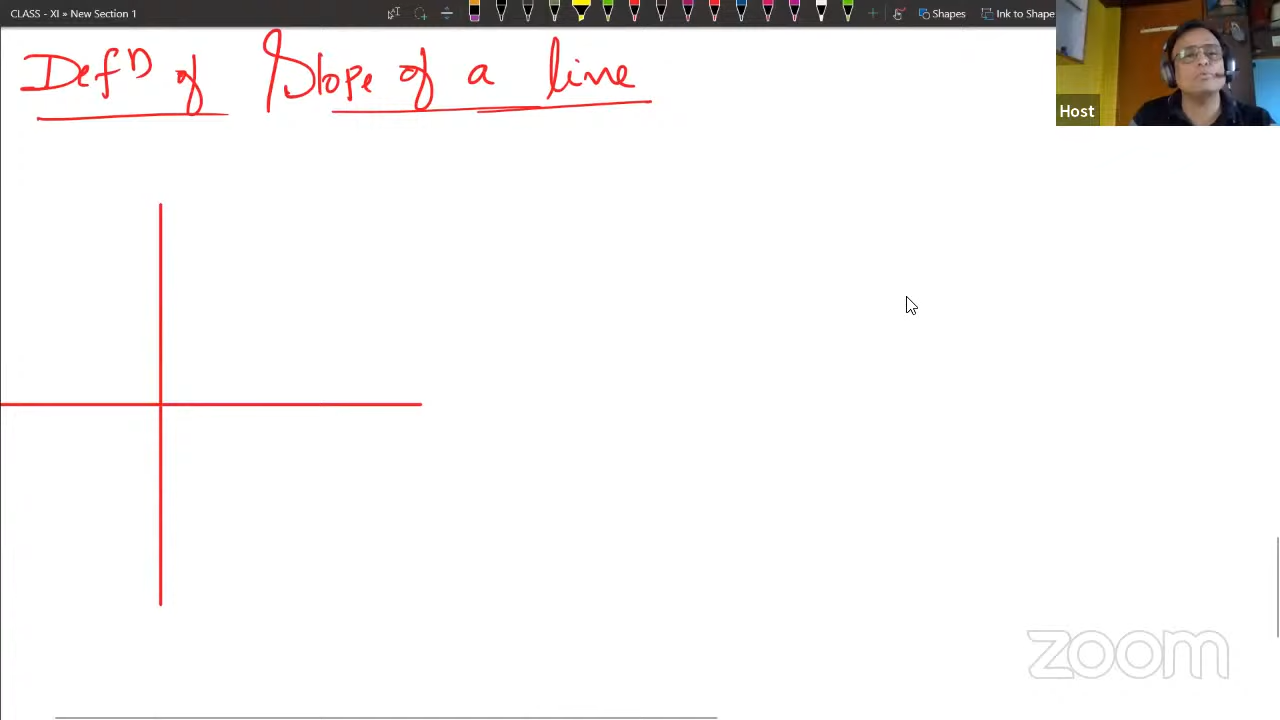 CLASS - XI » New Section 1
Shapes
Ink to Shape
Defn of Slope of a line
Host
zoom